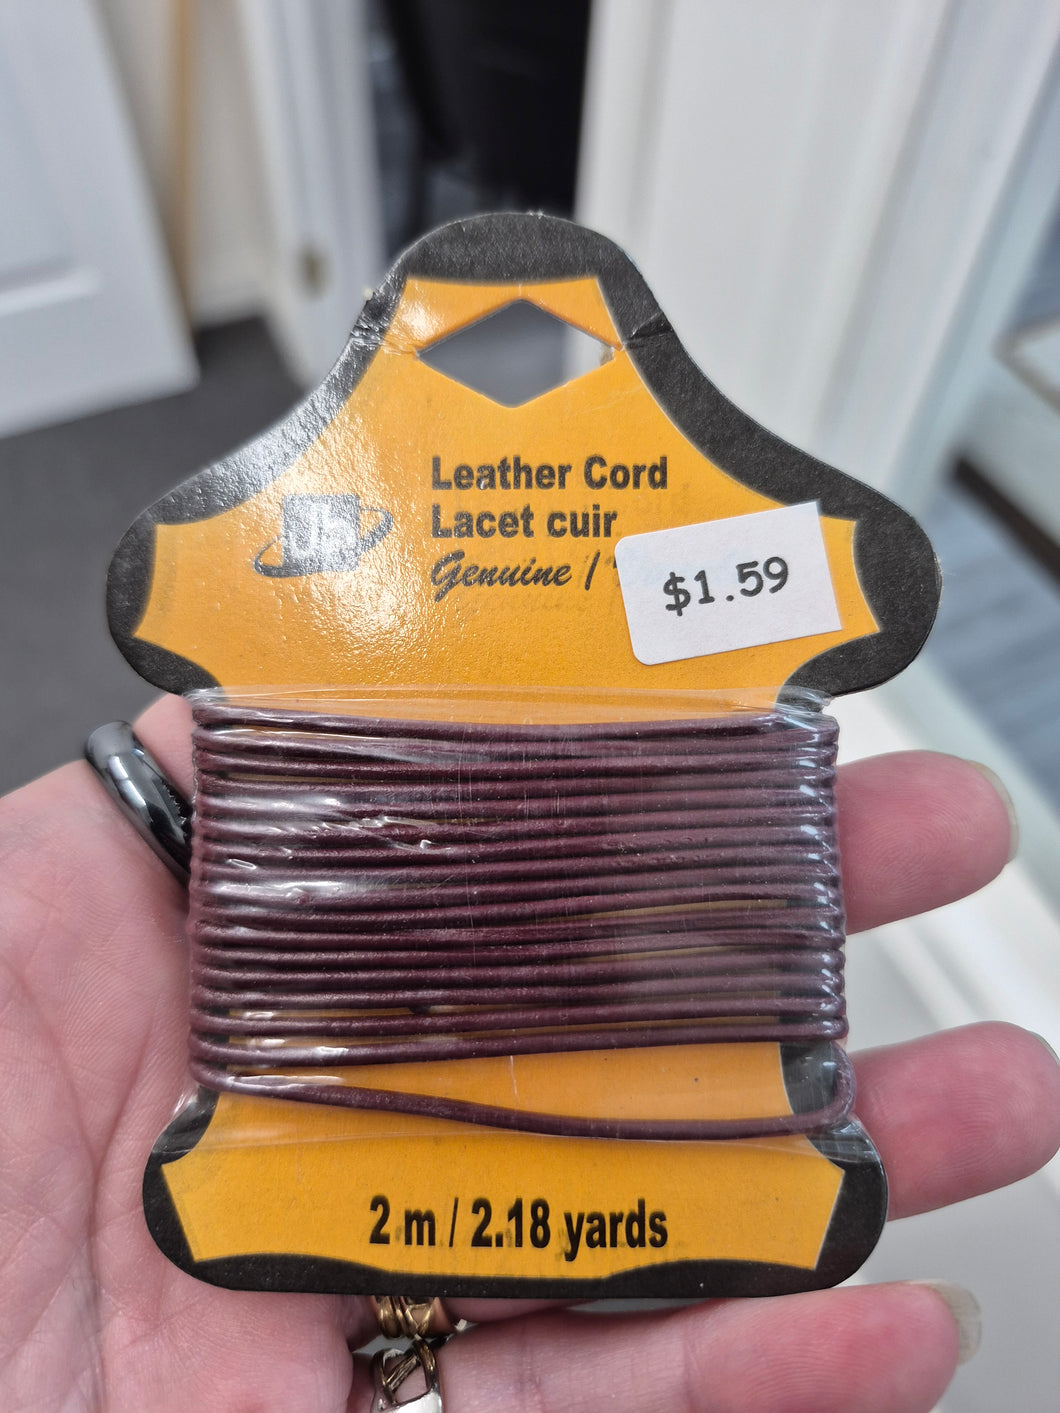 Leather Cord
Lacet cuir
Genuine /
$1.59
2 m / 2.18 yards